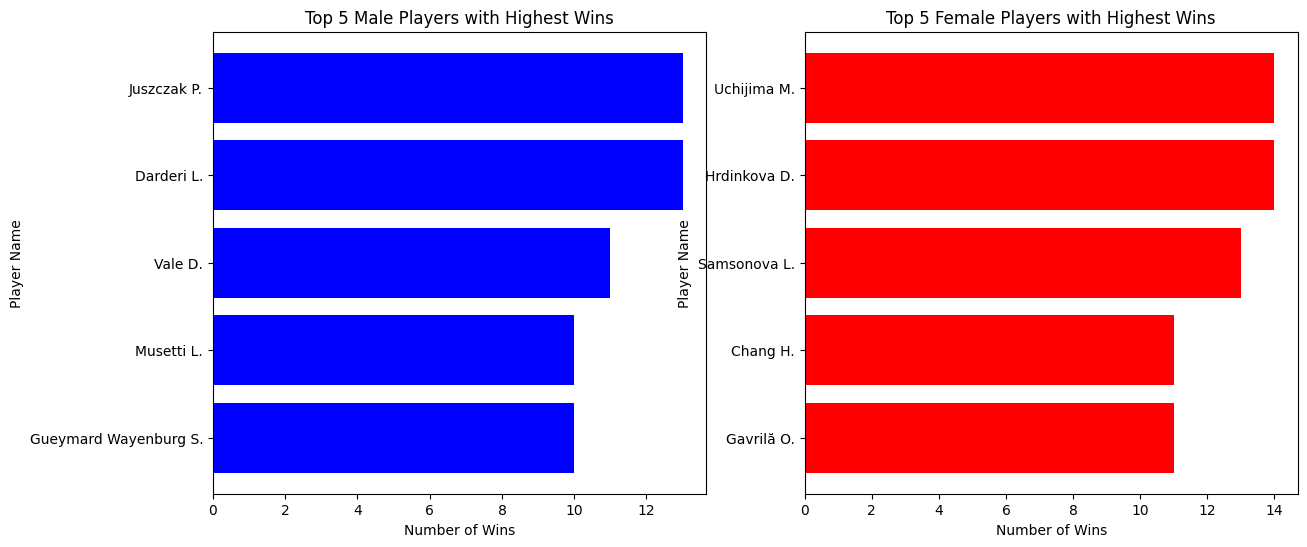 Top 5 Male Players with Highest Wins
Player Name
Juszczak P.
Darderi L.
Vale D.
Musetti L.
Gueymard Wayenburg S.
0 2 4 6 8 10 12
Number of Wins
Top 5 Female Players with Highest Wins
Player Name
Uchijima M.
Hrdinkova D.
Samsonova L.
Chang H.
Gavrilă O.
0 2 4 6 8 10 12 14
Number of Wins